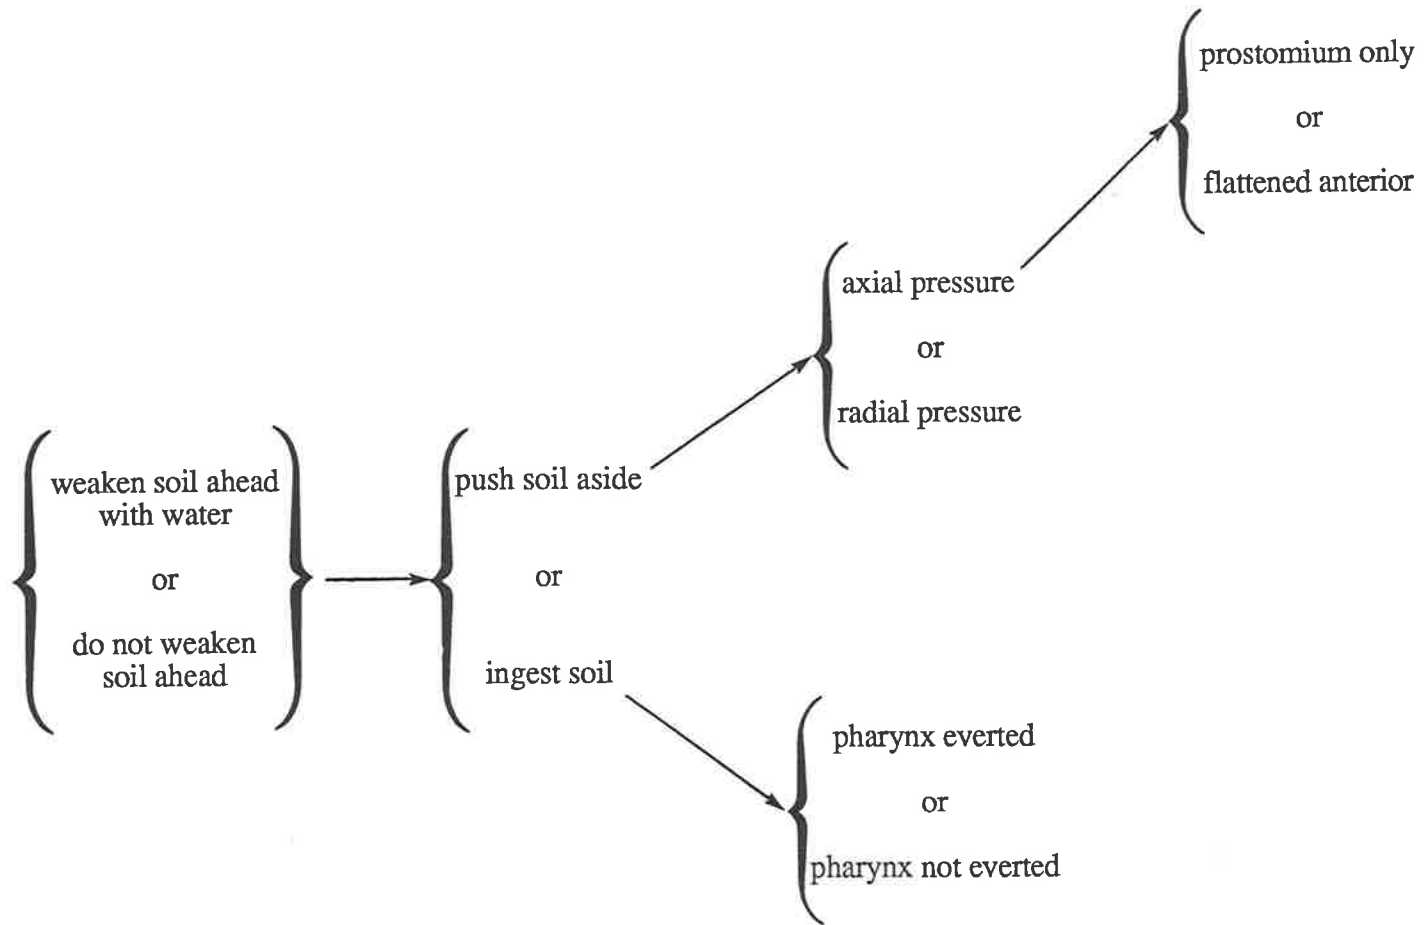 weaken soil ahead
with water
or
do not weaken
soil ahead
push soil aside
or
ingest soil
axial pressure
or
radial pressure
prostomium only
or
flattened anterior
pharynx everted
or
pharynx not everted